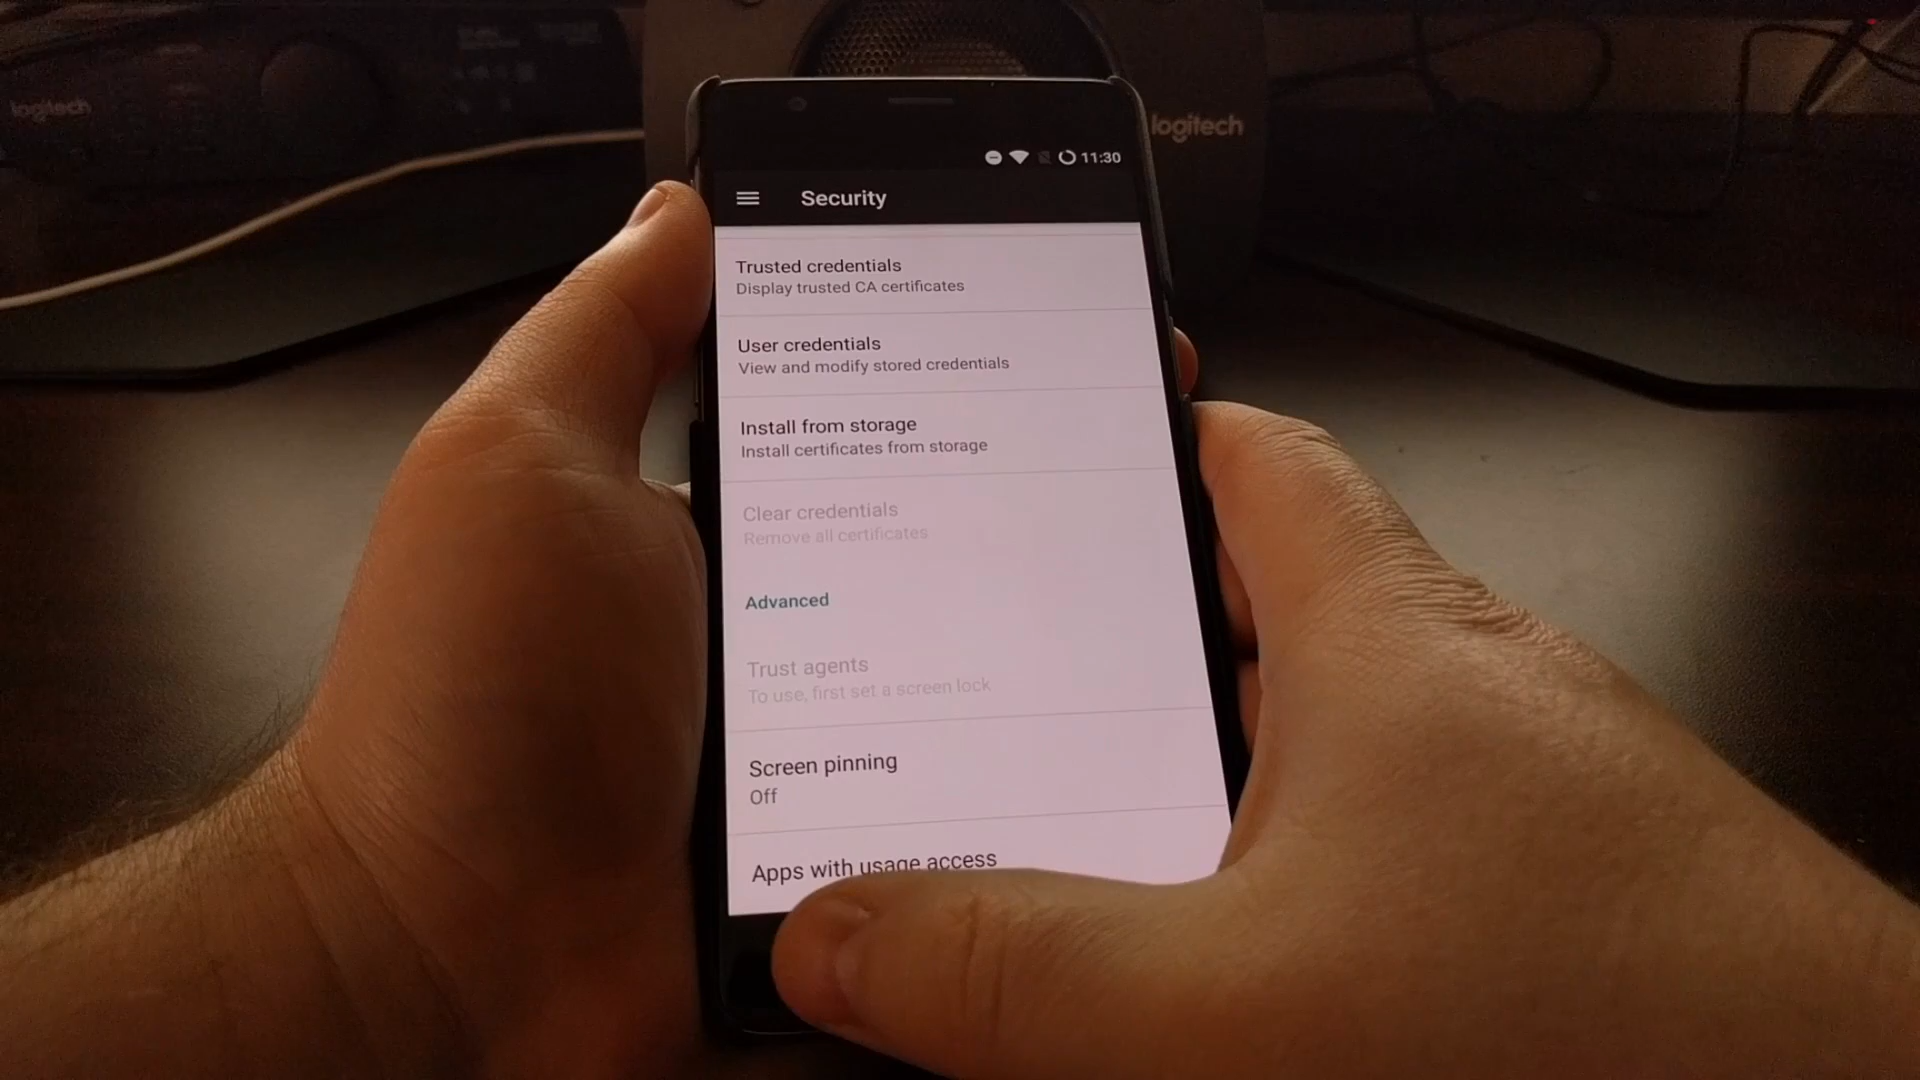 logitech
logitech
11:30
Security
Trusted credentials
Display trusted CA certificates
User credentials
View and modify stored credentials
Install from storage
Install certificates from storage
Clear credentials
Remove all certificates
Advanced
Trust agents
To use, first set a screen lock
Screen pinning
Off
Apps with usage access